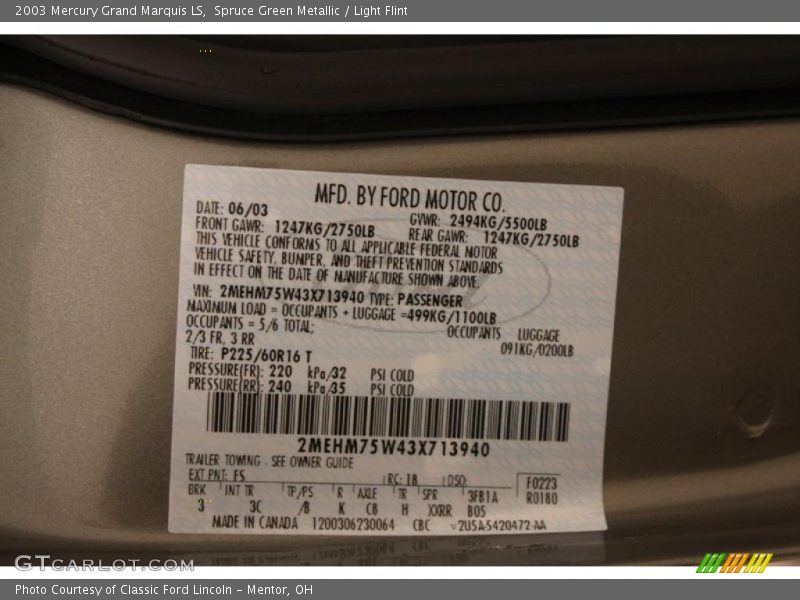 2003 Mercury Grand Marquis LS, Spruce Green Metallic / Light Flint
MFD. BY FORD MOTOR CO.
DATE: 06/03 GVWR: 2494KG/5500LB
FRONT GAWR: 1247KG/2750LB REAR GAWR: 1247KG/2750LB
THIS VEHICLE CONFORMS TO ALL APPLICABLE FEDERAL MOTOR
VEHICLE SAFETY, BUMPER, AND THEFT PREVENTION STANDARDS
IN EFFECT ON THE DATE OF MANUFACTURE SHOWN ABOVE.
VIN: 2MEHM75W43X713940 TYPE: PASSENGER
MAXIMUM LOAD = OCCUPANTS + LUGGAGE =499KG/1100LB
OCCUPANTS = 5/6 TOTAL; OCCUPANTS LUGGAGE
2/3 FR, 3 RR 091KG/0200LB
TIRE: P225/60R16 T
PRESSURE(FR): 220 kPa/32 PSI COLD
PRESSURE(RR): 240 kPa/35 PSI COLD
2MEHM75W43X713940
TRAILER TOWING - SEE OWNER GUIDE
EXT PNT: FS RC: 18 DSO: F0223
BRK INT TR TP/PS R AXLE TR SPR 3FB1A R0180
3 3C /8 K C8 H XXRR B05
MADE IN CANADA 1200306230064 CBC 2U5A-5420472-AA
GTCARLOT.COM
Photo Courtesy of Classic Ford Lincoln - Mentor, OH